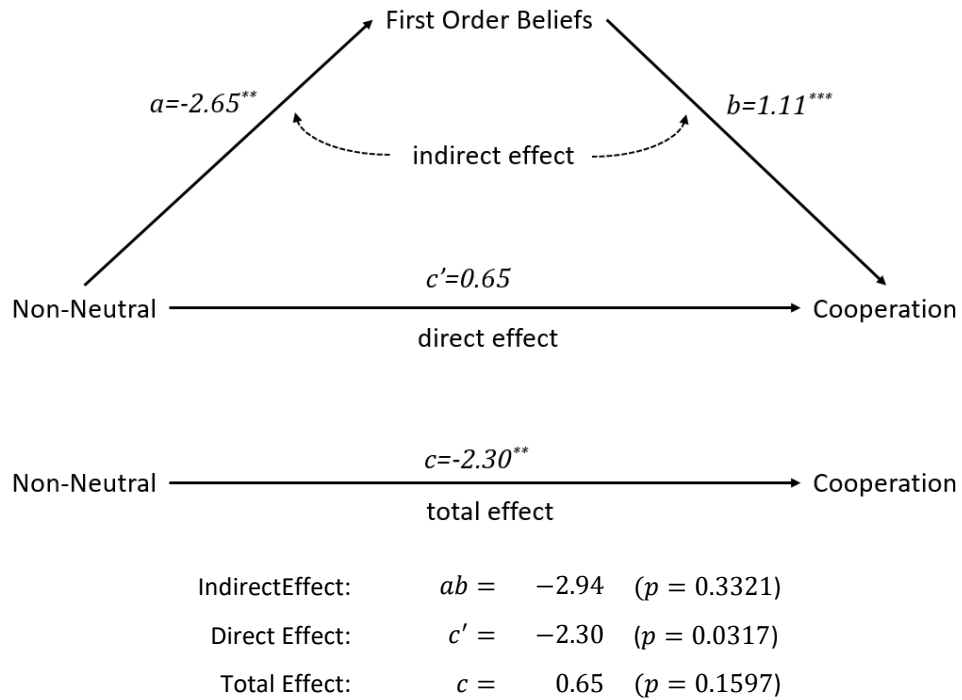 First Order Beliefs
a=-2.65**
b=1.11***
indirect effect
c’=0.65
Non-Neutral
Cooperation
direct effect
c=-2.30**
Non-Neutral
Cooperation
total effect
IndirectEffect: ab = −2.94 (p = 0.3321)
Direct Effect: c′ = −2.30 (p = 0.0317)
Total Effect: c = 0.65 (p = 0.1597)